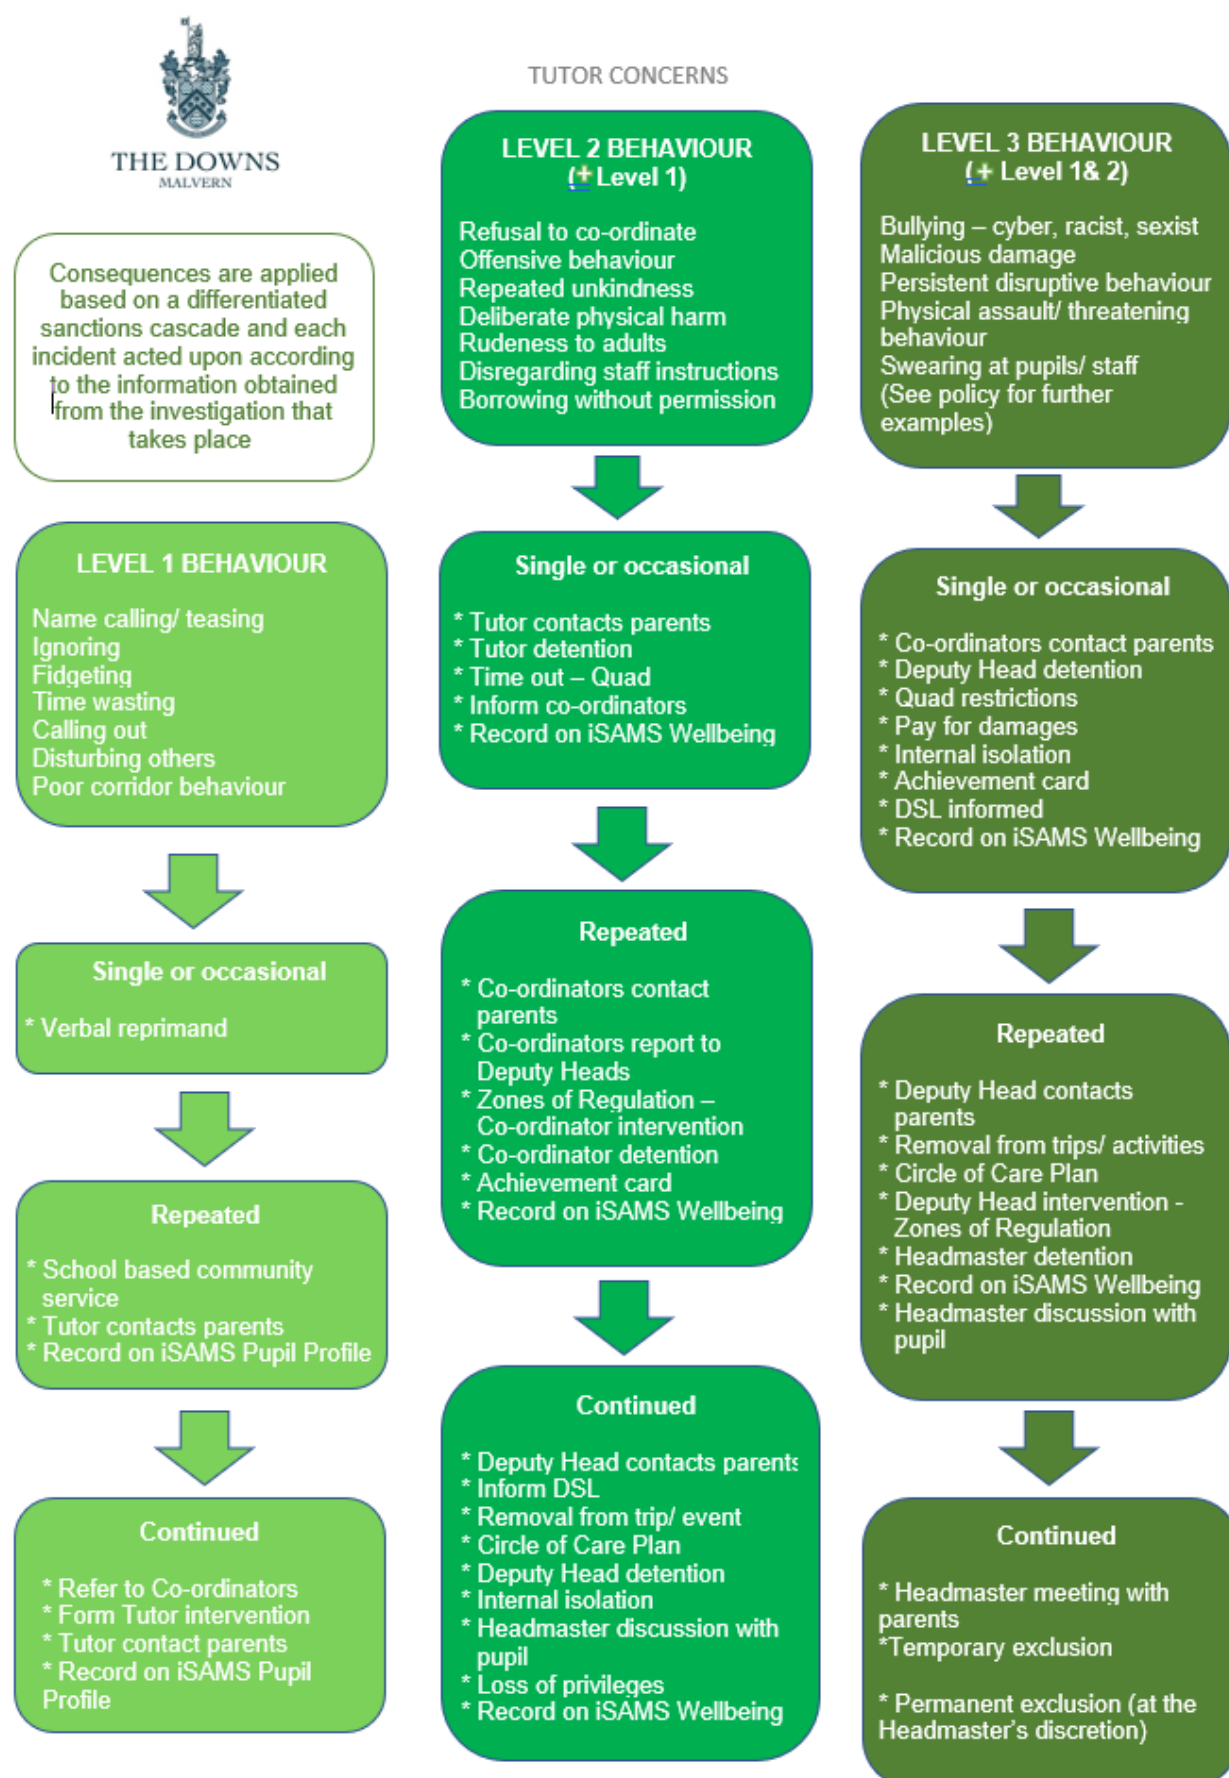 THE DOWNS
MALVERN
Consequences are applied
based on a differentiated
sanctions cascade and each
incident acted upon according
to the information obtained
from the investigation that
takes place
LEVEL 1 BEHAVIOUR
Name calling/ teasing
Ignoring
Fidgeting
Time wasting
Calling out
Disturbing others
Poor corridor behaviour
Single or occasional
* Verbal reprimand
Repeated
* School based community
service
* Tutor contacts parents
* Record on iSAMS Pupil Profile
Continued
* Refer to Co-ordinators
* Form Tutor intervention
* Tutor contact parents
* Record on iSAMS Pupil
Profile
TUTOR CONCERNS
LEVEL 2 BEHAVIOUR
(+ Level 1)
Refusal to co-ordinate
Offensive behaviour
Repeated unkindness
Deliberate physical harm
Rudeness to adults
Disregarding staff instructions
Borrowing without permission
Single or occasional
* Tutor contacts parents
* Tutor detention
* Time out – Quad
* Inform co-ordinators
* Record on iSAMS Wellbeing
Repeated
* Co-ordinators contact
parents
* Co-ordinators report to
Deputy Heads
* Zones of Regulation –
Co-ordinator intervention
* Co-ordinator detention
* Achievement card
* Record on iSAMS Wellbeing
Continued
* Deputy Head contacts parents
* Inform DSL
* Removal from trip/ event
* Circle of Care Plan
* Deputy Head detention
* Internal isolation
* Headmaster discussion with
pupil
* Loss of privileges
* Record on iSAMS Wellbeing
LEVEL 3 BEHAVIOUR
(+ Level 1& 2)
Bullying – cyber, racist, sexist
Malicious damage
Persistent disruptive behaviour
Physical assault/ threatening
behaviour
Swearing at pupils/ staff
(See policy for further
examples)
Single or occasional
* Co-ordinators contact parents
* Deputy Head detention
* Quad restrictions
* Pay for damages
* Internal isolation
* Achievement card
* DSL informed
* Record on iSAMS Wellbeing
Repeated
* Deputy Head contacts
parents
* Removal from trips/ activities
* Circle of Care Plan
* Deputy Head intervention -
Zones of Regulation
* Headmaster detention
* Record on iSAMS Wellbeing
* Headmaster discussion with
pupil
Continued
* Headmaster meeting with
parents
*Temporary exclusion
* Permanent exclusion (at the
Headmaster's discretion)